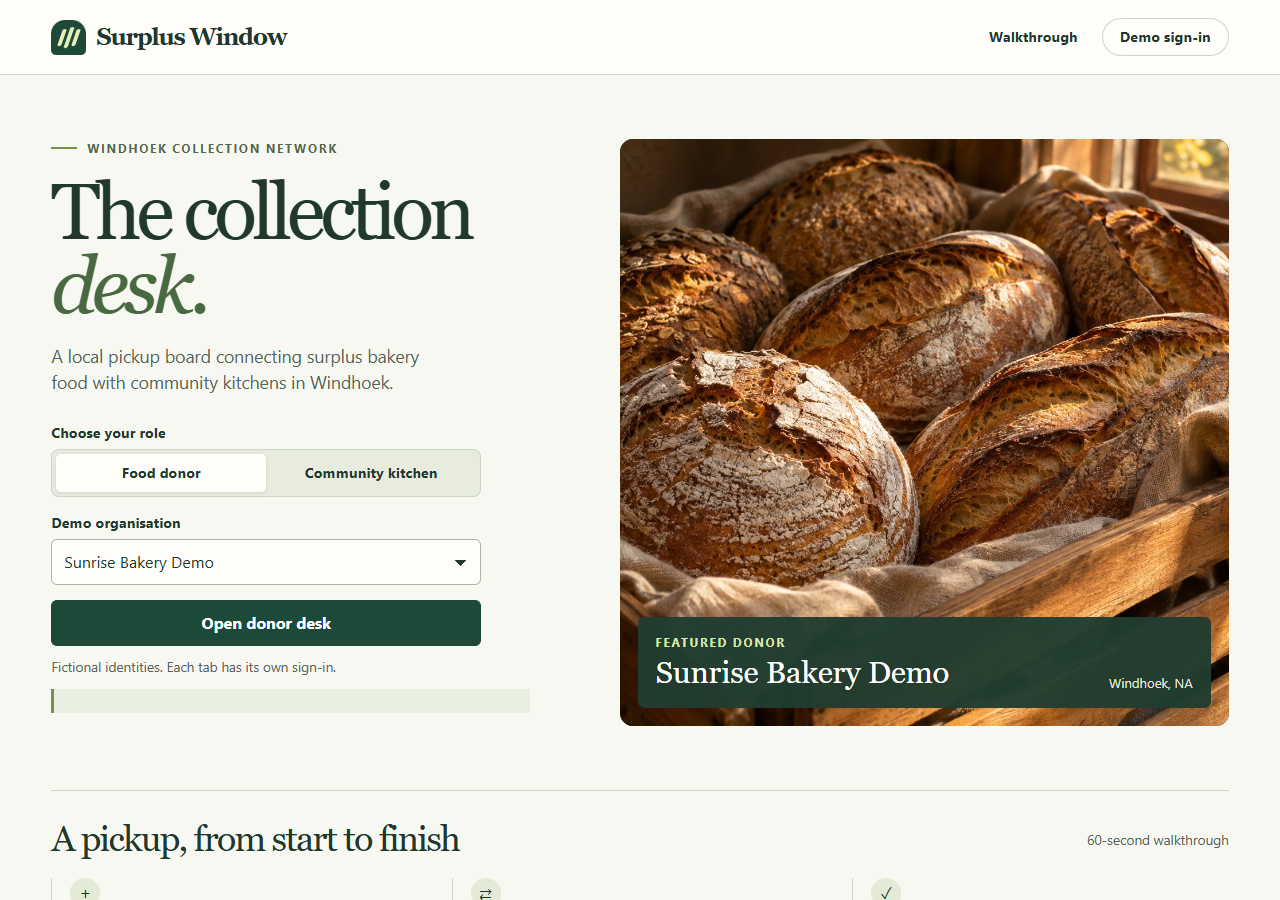 Surplus Window
Walkthrough
Demo sign-in
WINDHOEK COLLECTION NETWORK
The collection
desk.
A local pickup board connecting surplus bakery
food with community kitchens in Windhoek.
Choose your role
Food donor
Community kitchen
Demo organisation
Sunrise Bakery Demo
Open donor desk
Fictional identities. Each tab has its own sign-in.
FEATURED DONOR
Sunrise Bakery Demo
Windhoek, NA
A pickup, from start to finish
60-second walkthrough